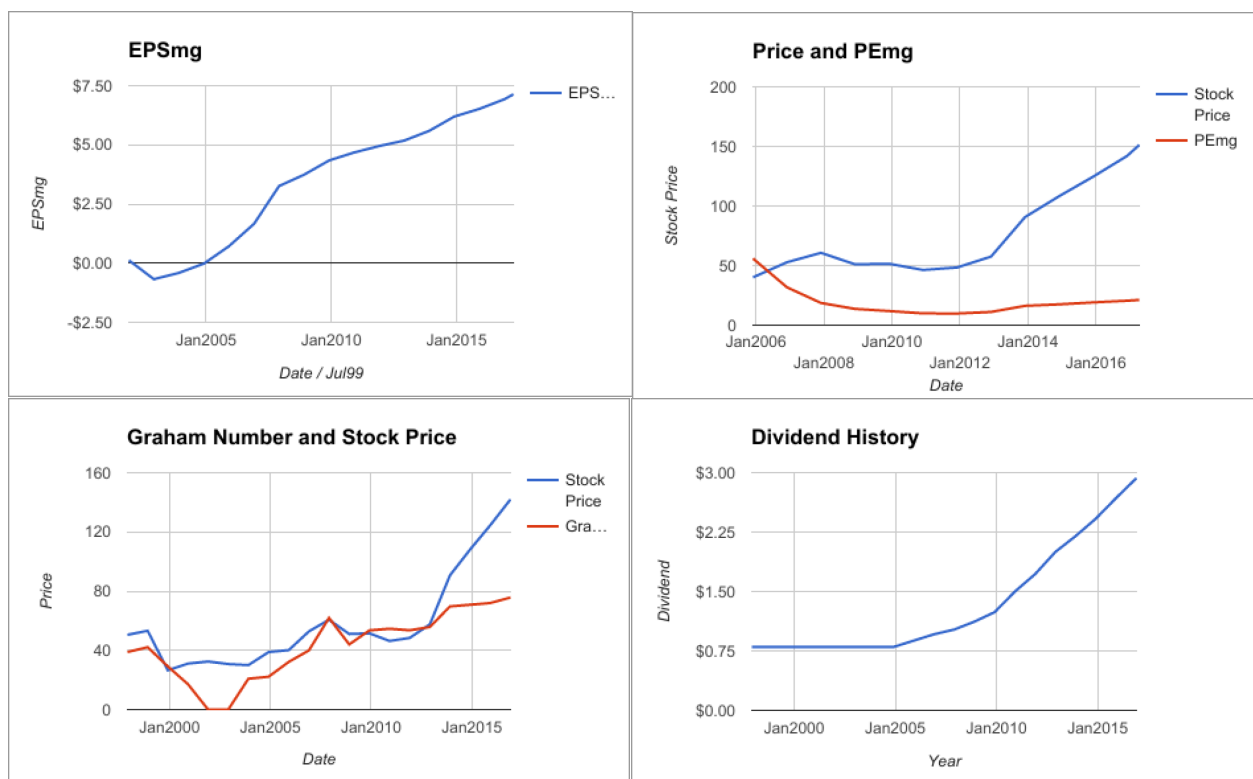 EPSmg
$7.50
$5.00
$2.50
$0.00
-$2.50
EPSmg
Jan2005
Jan2010
Jan2015
Date / Jul99
EPS…
Price and PEmg
200
150
100
50
0
Stock Price
Jan2006
Jan2008
Jan2010
Jan2012
Jan2014
Jan2016
Date
Stock
Price
PEmg
Graham Number and Stock Price
160
120
80
40
0
Price
Jan2000
Jan2005
Jan2010
Jan2015
Date
Stock
Price
Gra…
Dividend History
$3.00
$2.25
$1.50
$0.75
$0.00
Dividend
Jan2000
Jan2005
Jan2010
Jan2015
Year